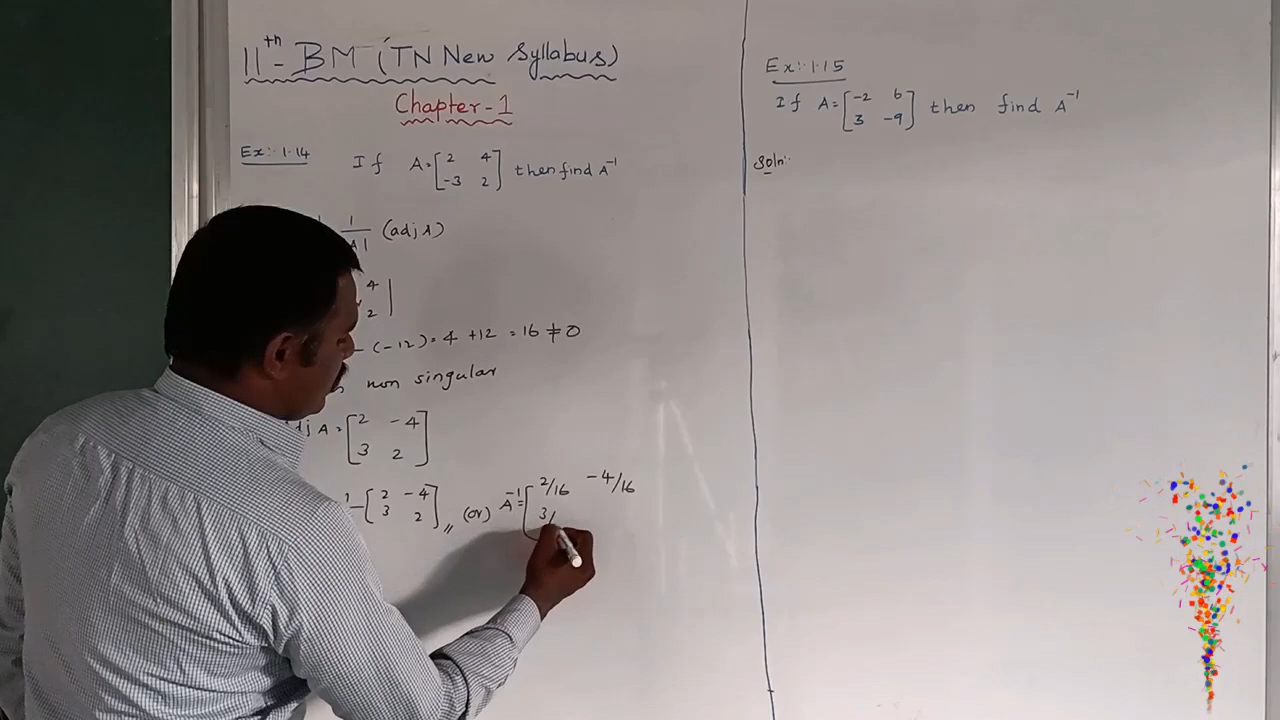 11th - BM (TN New Syllabus)
Chapter-1
Ex:-1.14 If A = [2 4 -3 2] then find A⁻¹
1/|A| (adj A)
4
2|
- (-12) = 4 + 12 = 16 ≠ 0
non singular
dj A = [2 -4 3 2]
1 [2 -4 3 2] ,, (or) A⁻¹ = [2/16 -4/16
3/
Ex:-1.15
If A = [-2 6 3 -9] then find A⁻¹
Soln:-